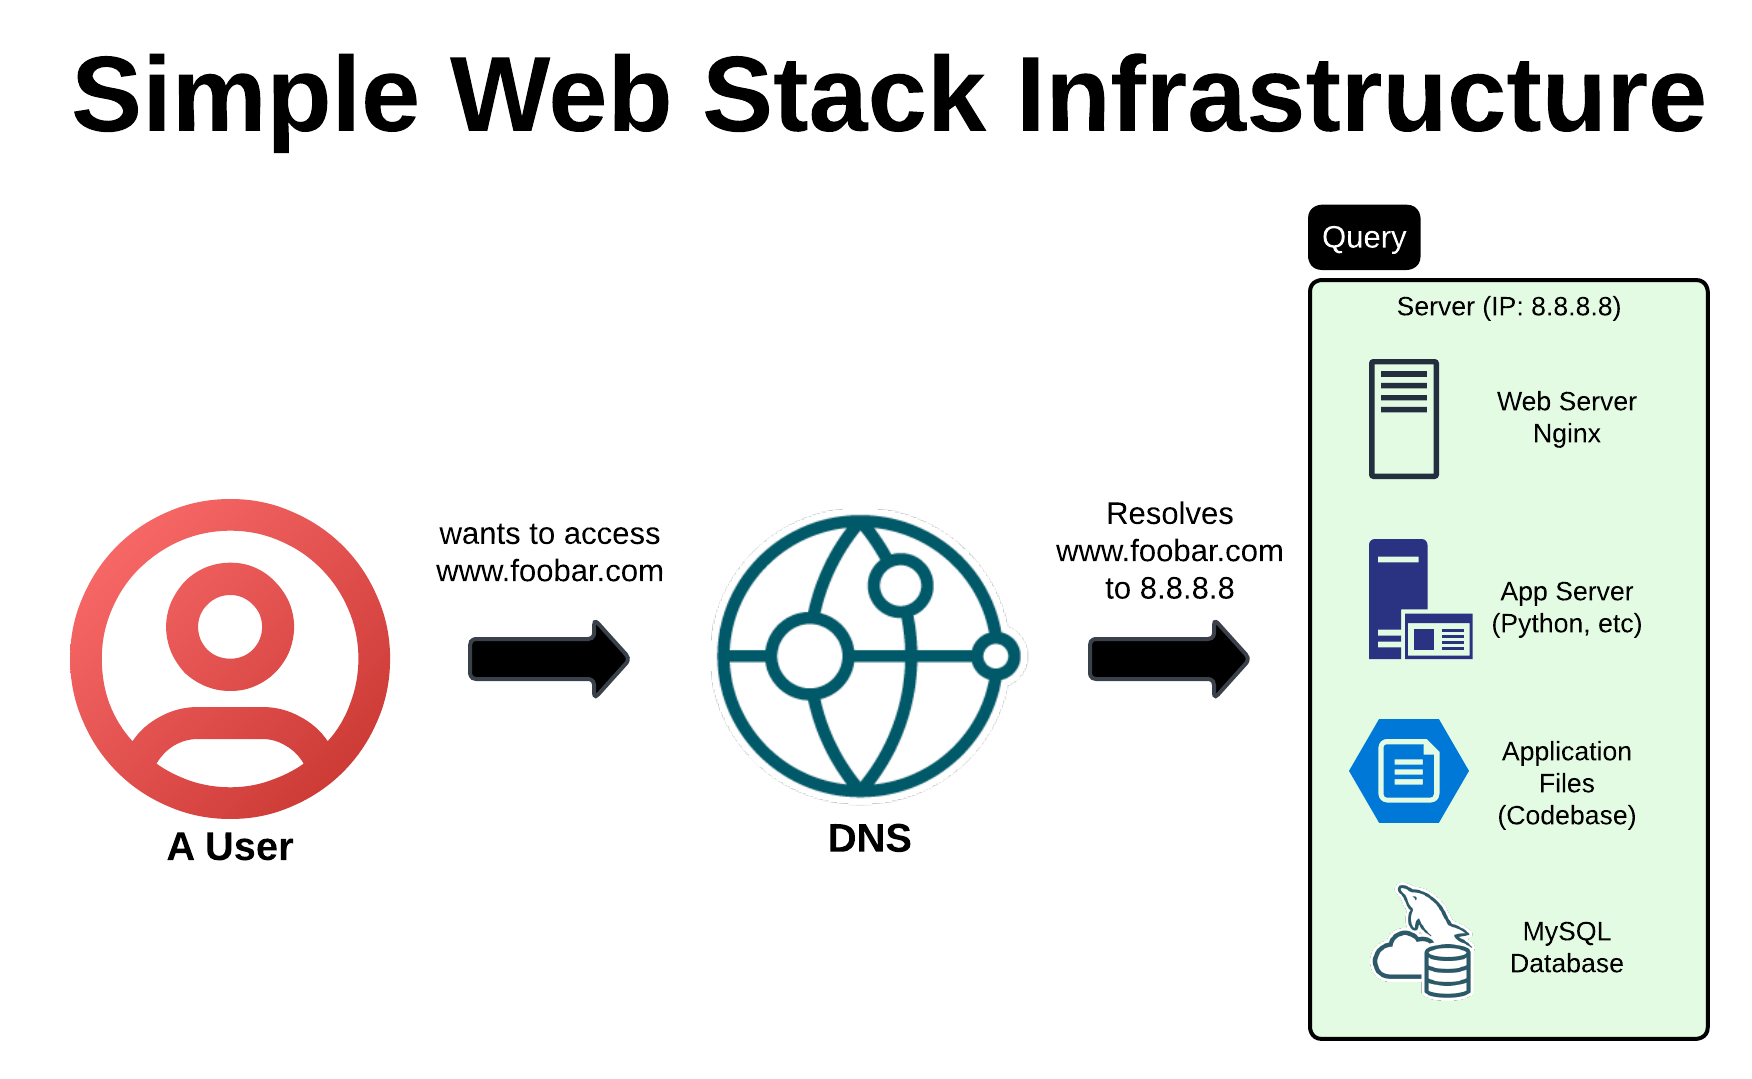 Simple Web Stack Infrastructure
Query
Server (IP: 8.8.8.8)
Web Server
Nginx
wants to access
www.foobar.com
Resolves
www.foobar.com
to 8.8.8.8
App Server
(Python, etc)
Application
Files
(Codebase)
A User
DNS
MySQL
Database